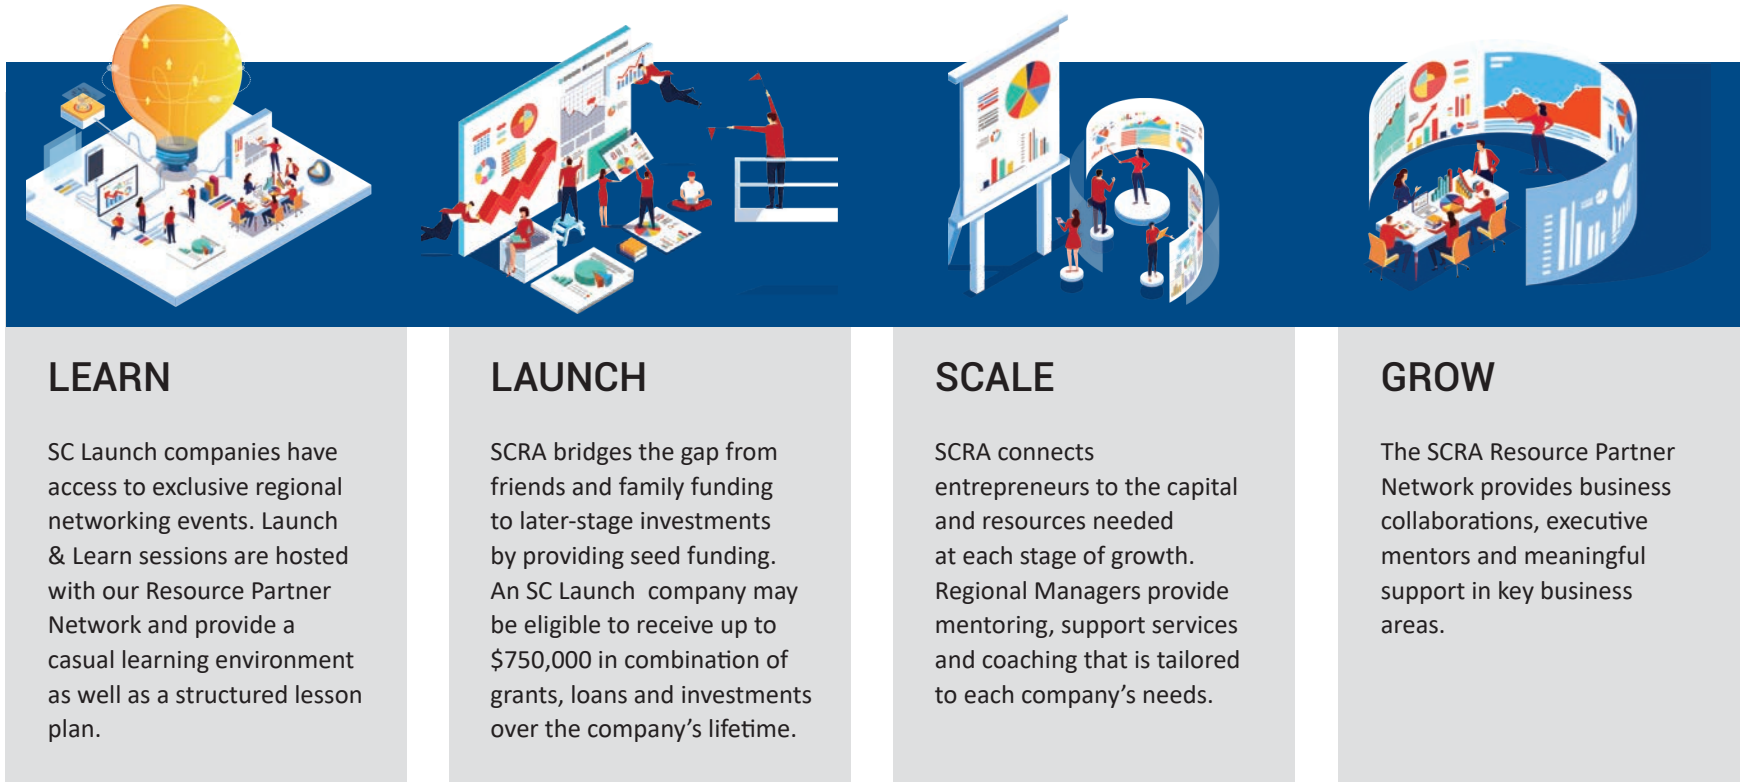 LEARN
SC Launch companies have
access to exclusive regional
networking events. Launch
& Learn sessions are hosted
with our Resource Partner
Network and provide a
casual learning environment
as well as a structured lesson
plan.
LAUNCH
SCRA bridges the gap from
friends and family funding
to later-stage investments
by providing seed funding.
An SC Launch  company may
be eligible to receive up to
$750,000 in combination of
grants, loans and investments
over the company’s lifetime.
SCALE
SCRA connects
entrepreneurs to the capital
and resources needed
at each stage of growth.
Regional Managers provide
mentoring, support services
and coaching that is tailored
to each company’s needs.
GROW
The SCRA Resource Partner
Network provides business
collaborations, executive
mentors and meaningful
support in key business
areas.